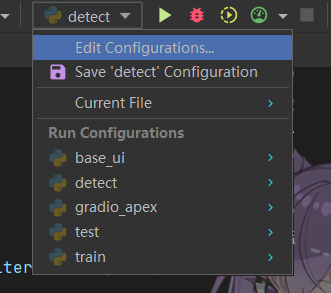 detect
Edit Configurations...
Save 'detect' Configuration
Current File
Run Configurations
base_ui
detect
gradio_apex
test
train
iter